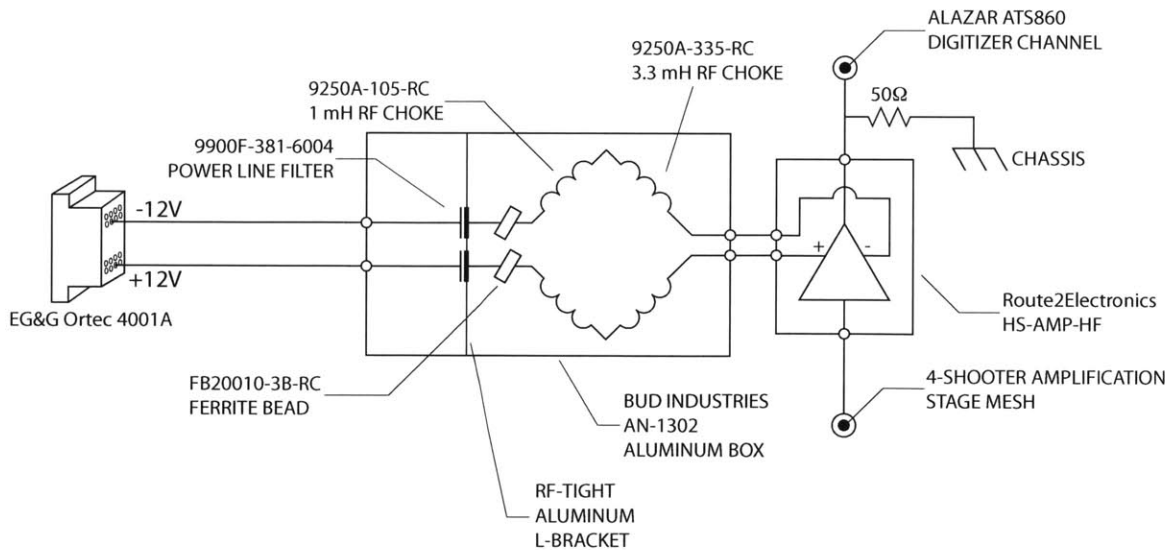 ALAZAR ATS860
DIGITIZER CHANNEL
9250A-335-RC
3.3 mH RF CHOKE
9250A-105-RC
1 mH RF CHOKE
50Ω
9900F-381-6004
POWER LINE FILTER
CHASSIS
-12V
+12V
+
-
EG&G Ortec 4001A
Route2Electronics
HS-AMP-HF
FB20010-3B-RC
FERRITE BEAD
BUD INDUSTRIES
AN-1302
ALUMINUM BOX
4-SHOOTER AMPLIFICATION
STAGE MESH
RF-TIGHT
ALUMINUM
L-BRACKET